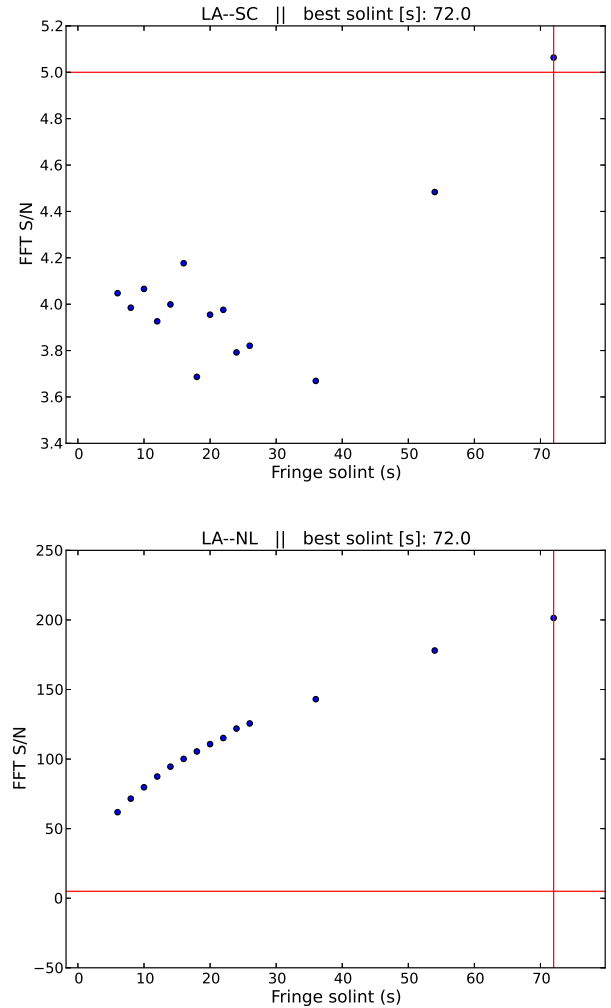 LA--SC || best solint [s]: 72.0
5.2
5.0
4.8
4.6
4.4
4.2
4.0
3.8
3.6
3.4
FFT S/N
0 10 20 30 40 50 60 70
Fringe solint (s)
LA--NL || best solint [s]: 72.0
250
200
150
100
50
0
−50
FFT S/N
0 10 20 30 40 50 60 70
Fringe solint (s)